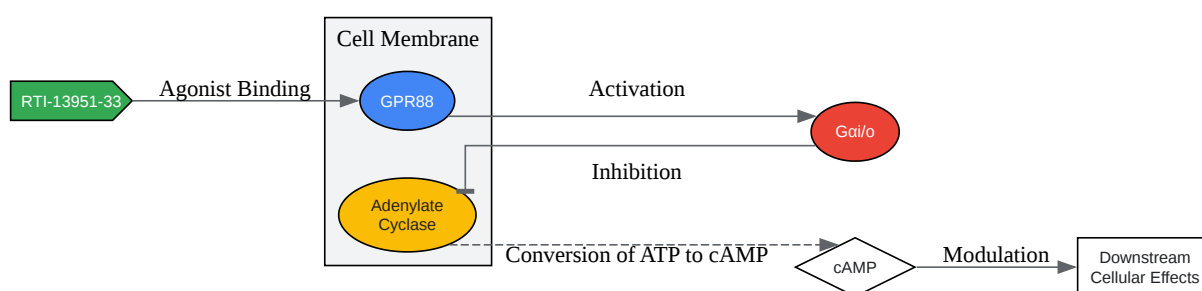 Cell Membrane
RTI-13951-33
Agonist Binding
GPR88
Activation
Gαi/o
Inhibition
Adenylate
Cyclase
Conversion of ATP to cAMP
cAMP
Modulation
Downstream
Cellular Effects